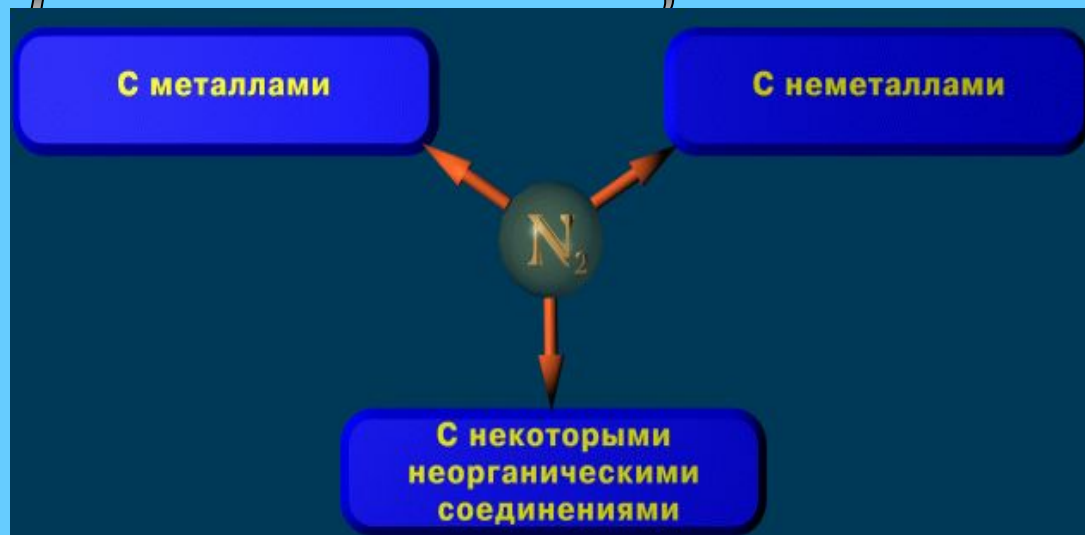 С металлами
С неметаллами
N₂
С некоторыми
неорганическими
соединениями